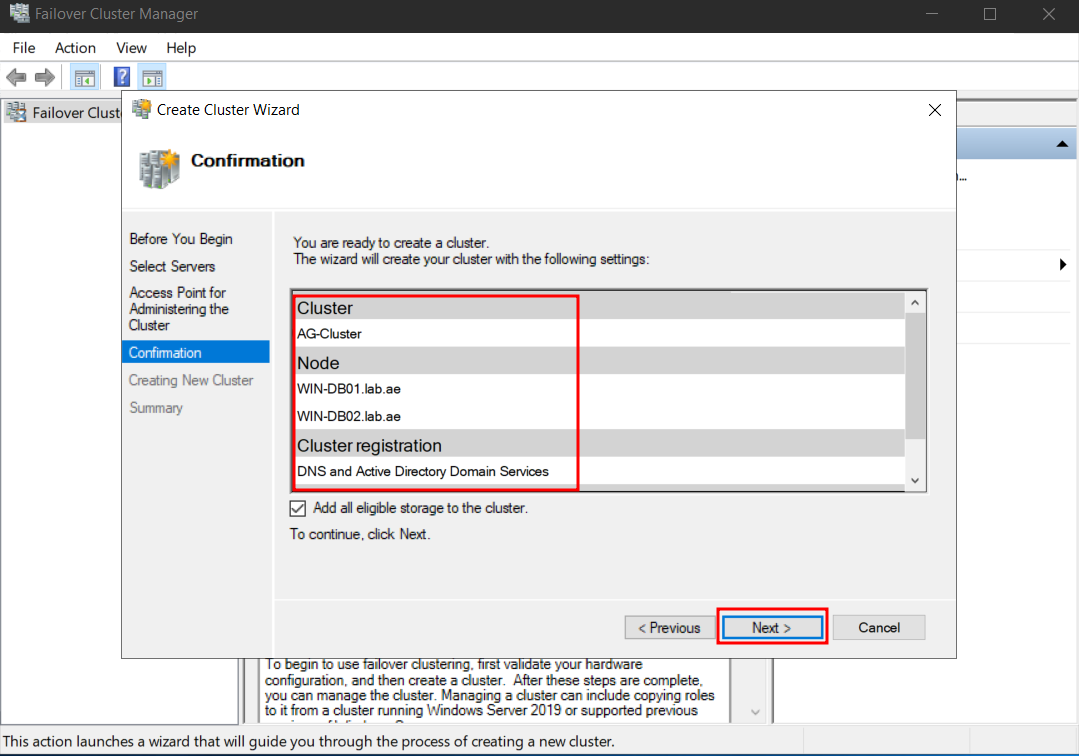 Failover Cluster Manager
File Action View Help
Failover Clust
Create Cluster Wizard
Confirmation
Before You Begin
Select Servers
Access Point for
Administering the
Cluster
Confirmation
Creating New Cluster
Summary
You are ready to create a cluster.
The wizard will create your cluster with the following settings:
Cluster
AG-Cluster
Node
WIN-DB01.lab.ae
WIN-DB02.lab.ae
Cluster registration
DNS and Active Directory Domain Services
Add all eligible storage to the cluster.
To continue, click Next.
< Previous
Next >
Cancel
To begin to use failover clustering, first validate your hardware
configuration, and then create a cluster. After these steps are complete,
you can manage the cluster. Managing a cluster can include copying roles
to it from a cluster running Windows Server 2019 or supported previous
This action launches a wizard that will guide you through the process of creating a new cluster.